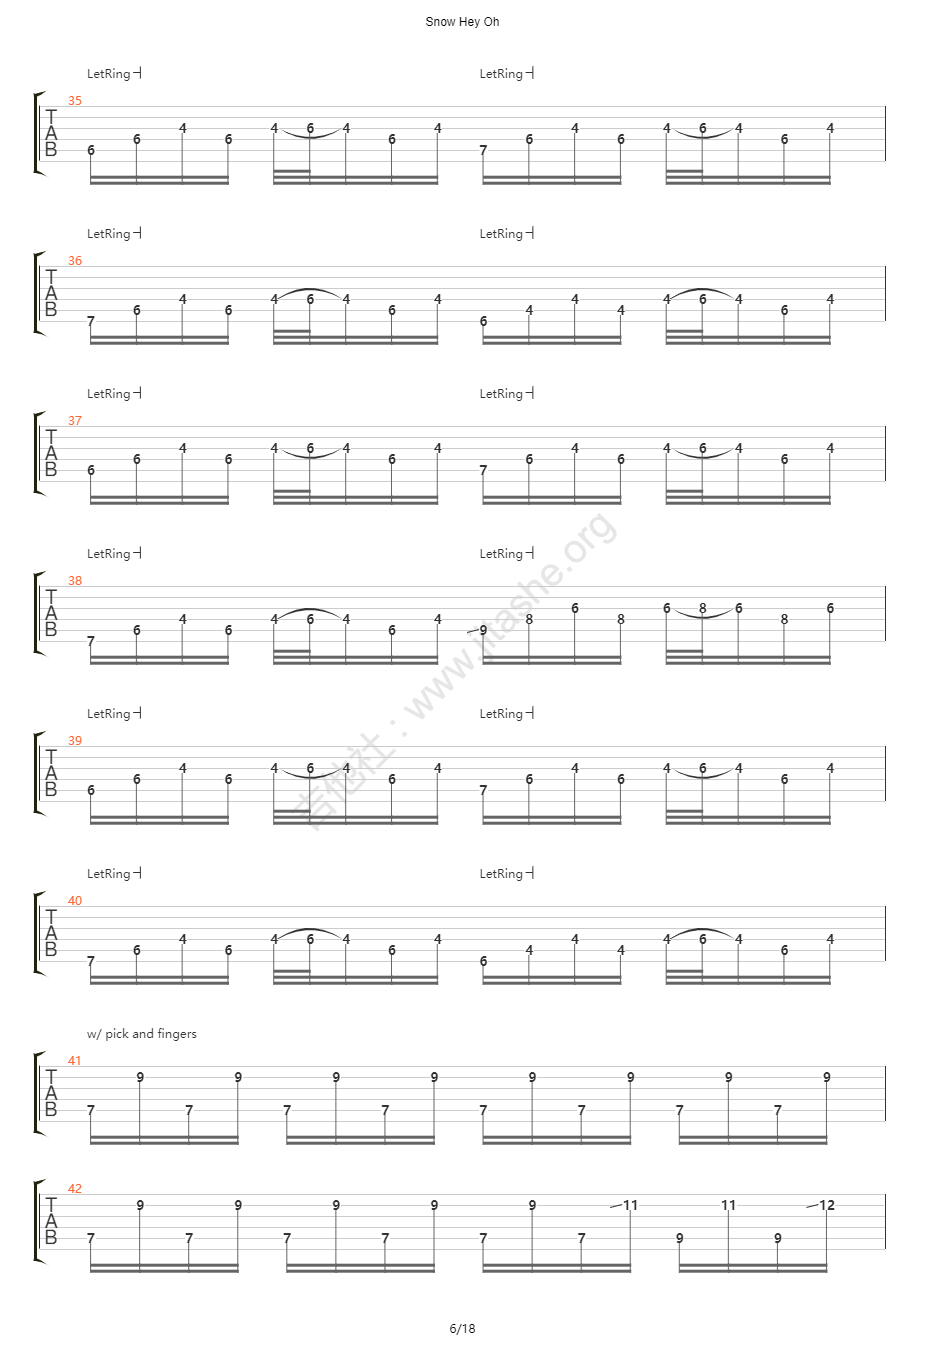 Snow Hey Oh
LetRing LetRing
35
T 4 6 4 4 4 6 4 4 4 6 4 4
A 6 6 6 6 6 6
B 6 7
LetRing LetRing
36
T
A 4 4 6 4 4 4 4 6 4 4
B 6 6 6 4 4 6
7 6
LetRing LetRing
37
T 4 4 6 4 4 4 4 6 4 4
A 6 6 6 6 6 6
B 6 7
LetRing LetRing
38
T 6 6 8 6 6
A 4 4 6 4 4 8 8 8
B 6 6 6 9
7
吉他社：www.jitashe.org
LetRing LetRing
39
T 4 4 6 4 4 4 4 6 4 4
A 6 6 6 6 6 6
B 6 7
LetRing LetRing
40
T
A 4 4 6 4 4 4 4 6 4 4
B 6 6 6 4 4 6
7 6
w/ pick and fingers
41
T 9 9 9 9 9 9 9 9
A
B 7 7 7 7 7 7 7 7
42
T 9 9 9 9 9 11 11 12
A
B 7 7 7 7 7 7 9 9
6/18